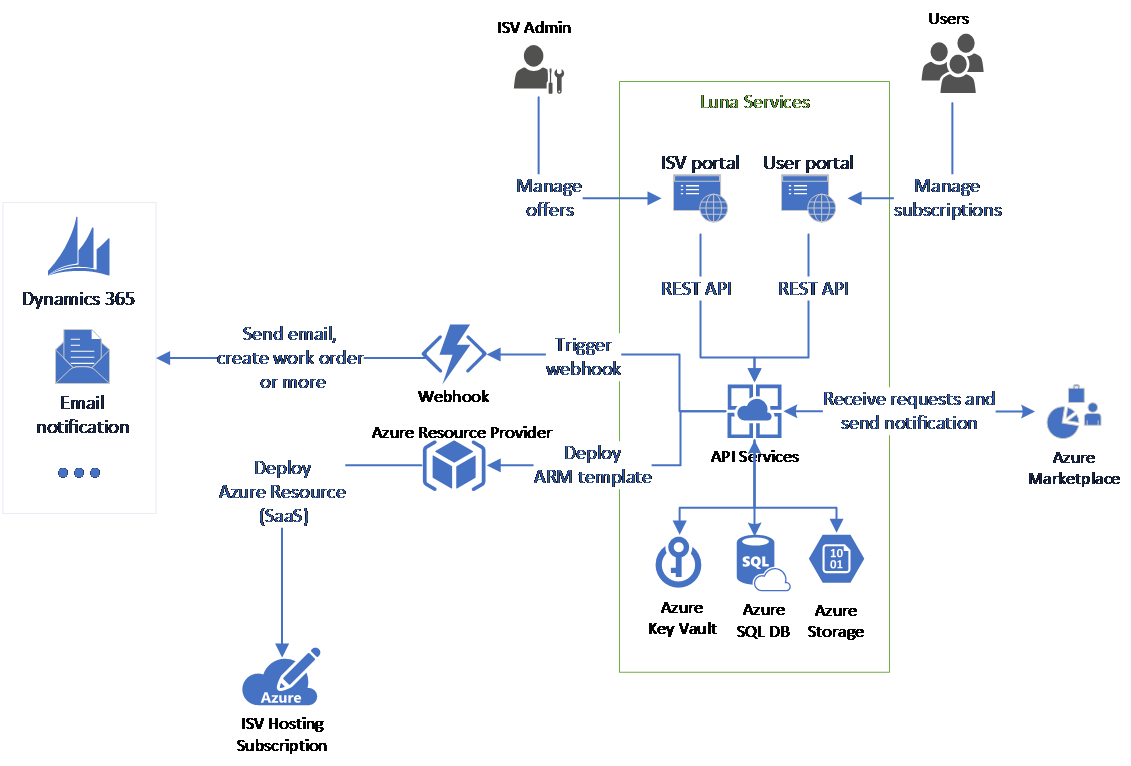 ISV Admin
Users
Luna Services
ISV portal
User portal
Manage
offers
Manage
subscriptions
REST API
REST API
Dynamics 365
Email
notification
Send email,
create work order
or more
Webhook
Trigger
webhook
Azure Resource Provider
Deploy
ARM template
Deploy
Azure Resource
(SaaS)
API Services
Receive requests and
send notification
Azure
Marketplace
SQL
10
01
Azure
Key Vault
Azure
SQL DB
Azure
Storage
Azure
ISV Hosting
Subscription